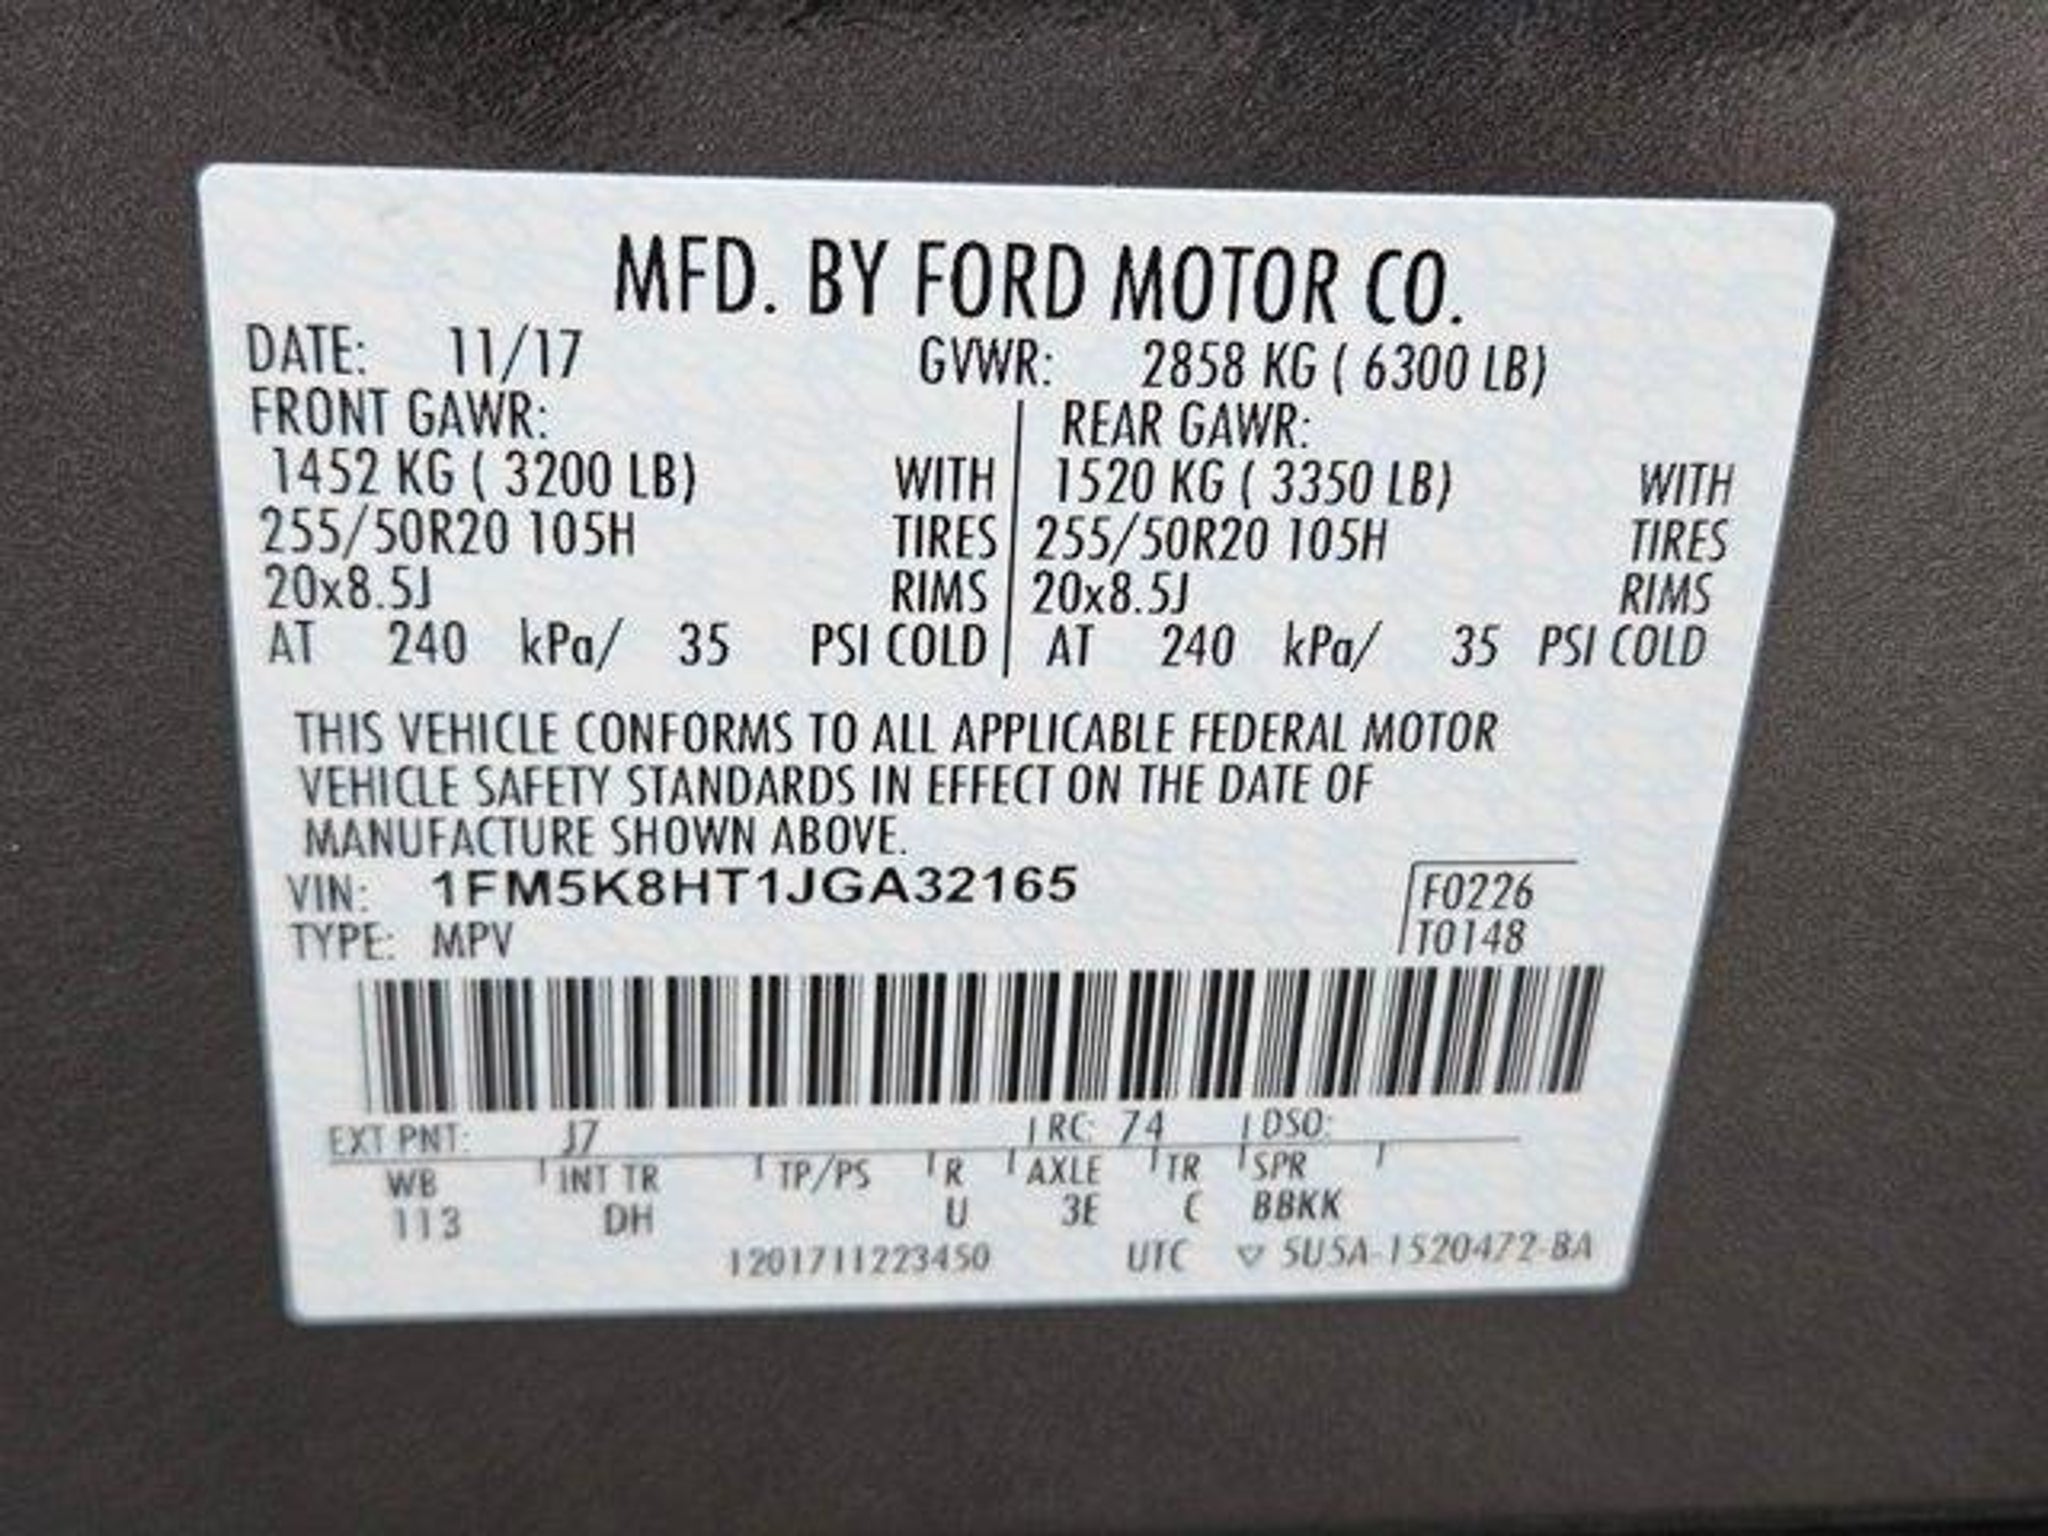 MFD. BY FORD MOTOR CO.
DATE: 11/17 GVWR: 2858 KG ( 6300 LB)
FRONT GAWR: REAR GAWR:
1452 KG ( 3200 LB) WITH 1520 KG ( 3350 LB) WITH
255/50R20 105H TIRES 255/50R20 105H TIRES
20x8.5J RIMS 20x8.5J RIMS
AT 240 kPa/ 35 PSI COLD AT 240 kPa/ 35 PSI COLD
THIS VEHICLE CONFORMS TO ALL APPLICABLE FEDERAL MOTOR
VEHICLE SAFETY STANDARDS IN EFFECT ON THE DATE OF
MANUFACTURE SHOWN ABOVE.
VIN: 1FM5K8HT1JGA32165 F0226
TYPE: MPV T0148
EXT PNT: J7 RC: 74 DSO:
WB INT TR TP/PS R AXLE TR SPR
113 DH U 3E C BBKK
1201711223450 UTC ▽ 5U5A-1520472-BA